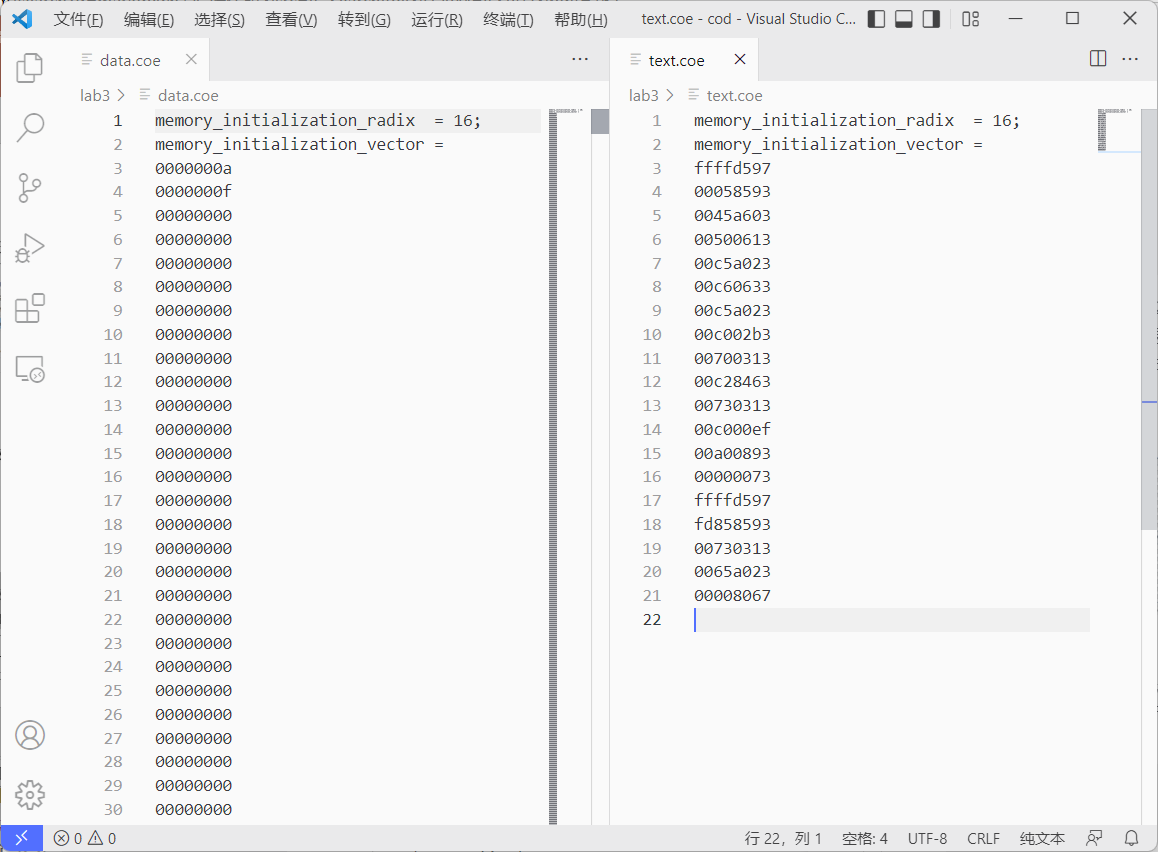 文件(F) 编辑(E) 选择(S) 查看(V) 转到(G) 运行(R) 终端(T) 帮助(H) text.coe - cod - Visual Studio C...
data.coe
lab3 > data.coe
1 memory_initialization_radix  = 16;
2 memory_initialization_vector =
3 0000000a
4 0000000f
5 00000000
6 00000000
7 00000000
8 00000000
9 00000000
10 00000000
11 00000000
12 00000000
13 00000000
14 00000000
15 00000000
16 00000000
17 00000000
18 00000000
19 00000000
20 00000000
21 00000000
22 00000000
23 00000000
24 00000000
25 00000000
26 00000000
27 00000000
28 00000000
29 00000000
30 00000000
text.coe
lab3 > text.coe
1 memory_initialization_radix  = 16;
2 memory_initialization_vector =
3 ffffd597
4 00058593
5 0045a603
6 00500613
7 00c5a023
8 00c60633
9 00c5a023
10 00c002b3
11 00700313
12 00c28463
13 00730313
14 00c000ef
15 00a00893
16 00000073
17 ffffd597
18 fd858593
19 00730313
20 0065a023
21 00008067
22
0 0 行 22，列 1 空格: 4 UTF-8 CRLF 纯文本